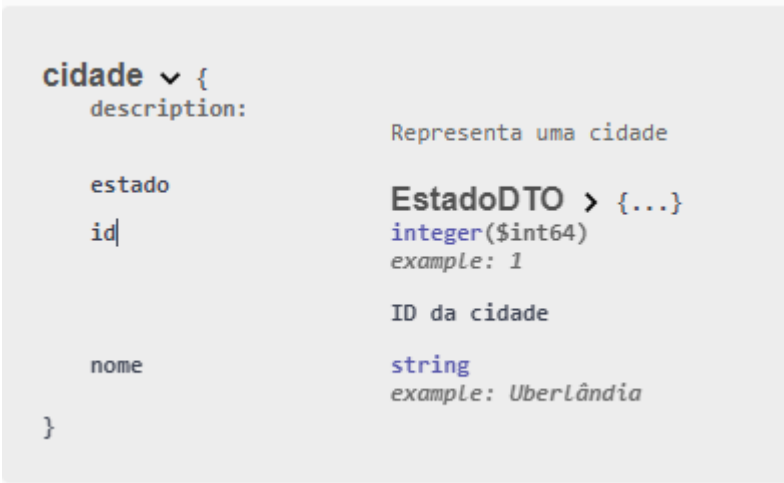 cidade {
description:
Representa uma cidade
estado
EstadoDTO > {...}
id integer($int64)
example: 1
ID da cidade
nome string
example: Uberlândia
}